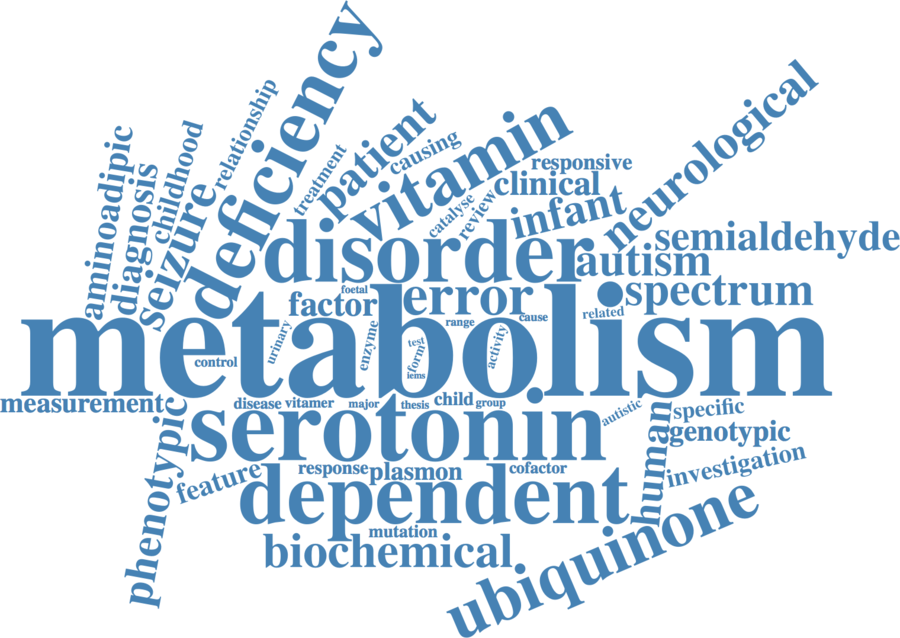 deficiency
relationship
patient
vitamin
neurological
aminoadipic
diagnosis
childhood
seizure
treatment
causing
catalyse
review
responsive
clinical
infant
disorder
autism
semialdehyde
foetal
factor
error
spectrum
metabolism
urinary
enzyme
range
cause
related
control
test
form
iems
activity
measurement
disease
vitamer
major
thesis
child
group
autistic
specific
serotonin
human
genotypic
phenotypic
feature
response
plasmon
cofactor
investigation
dependent
mutation
biochemical
ubiquinone